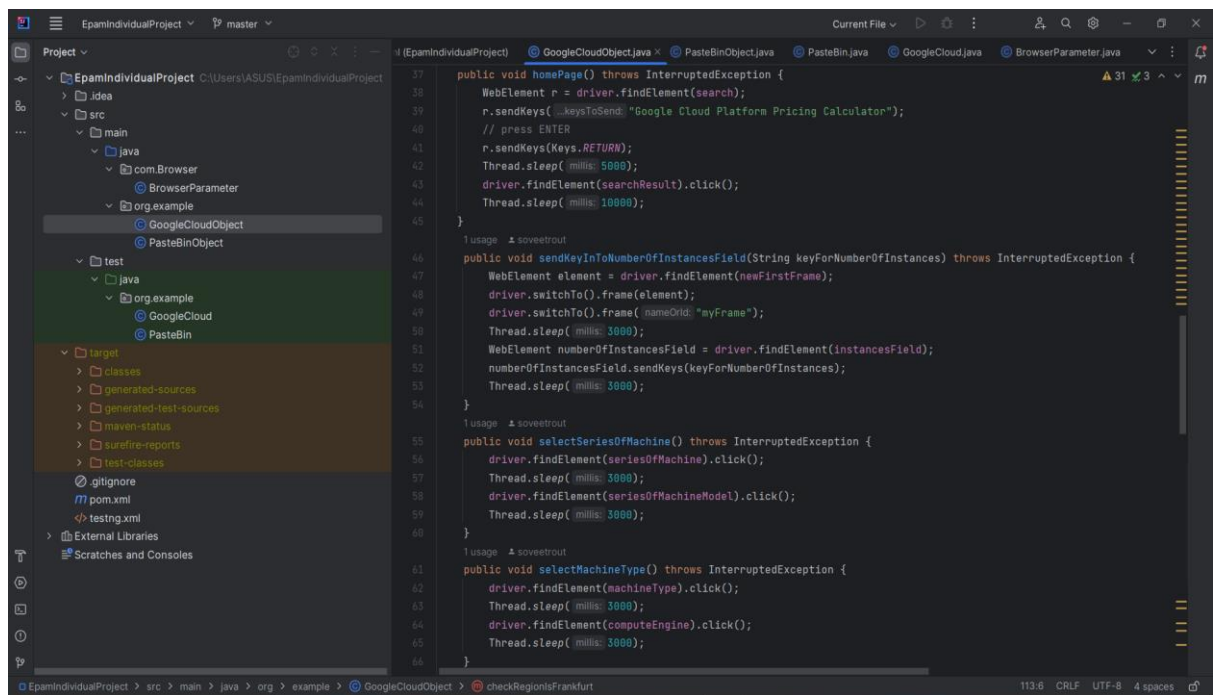 EpamIndividualProject master Current File
Project
ml (EpamIndividualProject) GoogleCloudObject.java PasteBinObject.java PasteBin.java GoogleCloud.java BrowserParameter.java
EpamIndividualProject C:\Users\ASUS\EpamIndividualProject
.idea
src
main
java
com.Browser
BrowserParameter
org.example
GoogleCloudObject
PasteBinObject
test
java
org.example
GoogleCloud
PasteBin
target
classes
generated-sources
generated-test-sources
maven-status
surefire-reports
test-classes
.gitignore
pom.xml
testng.xml
External Libraries
Scratches and Consoles
31 3
37 public void homePage() throws InterruptedException {
38 WebElement r = driver.findElement(search);
39 r.sendKeys( ...keysToSend: "Google Cloud Platform Pricing Calculator");
40 // press ENTER
41 r.sendKeys(Keys.RETURN);
42 Thread.sleep( millis: 5000);
43 driver.findElement(searchResult).click();
44 Thread.sleep( millis: 10000);
45 }
1 usage soveetrout
46 public void sendKeyInToNumberOfInstancesField(String keyForNumberOfInstances) throws InterruptedException {
47 WebElement element = driver.findElement(newFirstFrame);
48 driver.switchTo().frame(element);
49 driver.switchTo().frame( nameOrId: "myFrame");
50 Thread.sleep( millis: 3000);
51 WebElement numberOfInstancesField = driver.findElement(instancesField);
52 numberOfInstancesField.sendKeys(keyForNumberOfInstances);
53 Thread.sleep( millis: 3000);
54 }
1 usage soveetrout
55 public void selectSeriesOfMachine() throws InterruptedException {
56 driver.findElement(seriesOfMachine).click();
57 Thread.sleep( millis: 3000);
58 driver.findElement(seriesOfMachineModel).click();
59 Thread.sleep( millis: 3000);
60 }
1 usage soveetrout
61 public void selectMachineType() throws InterruptedException {
62 driver.findElement(machineType).click();
63 Thread.sleep( millis: 3000);
64 driver.findElement(computeEngine).click();
65 Thread.sleep( millis: 3000);
66 }
EpamIndividualProject > src > main > java > org > example > GoogleCloudObject > checkRegionIsFrankfurt 113:6 CRLF UTF-8 4 spaces